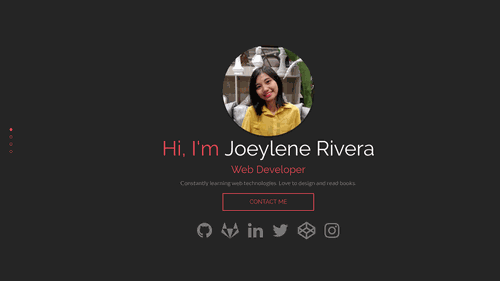 Hi, I'm Joeylene Rivera
Web Developer
Constantly learning web technologies. Love to design and read books.
CONTACT ME